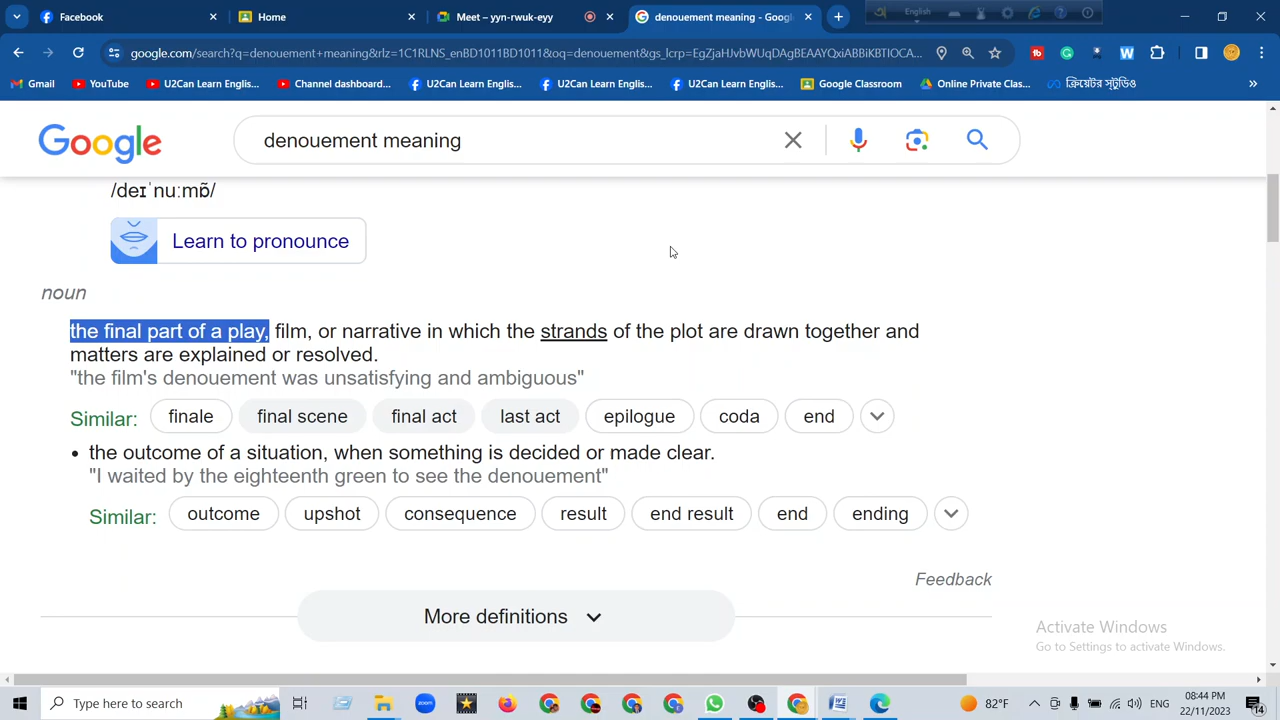 Facebook
Home
Meet – yyn-rwuk-eyy
denouement meaning - Goog
English
google.com/search?q=denouement+meaning&rlz=1C1RLNS_enBD1011BD1011&oq=denouement&gs_lcrp=EgZjaHJvbWUqDAgBEAAYQxiABBiKBTIOCA...
Gmail
YouTube
U2Can Learn Englis...
Channel dashboard...
U2Can Learn Englis...
U2Can Learn Englis...
U2Can Learn Englis...
Google Classroom
Online Private Clas...
ক্রিয়েটর স্টুডিও
Google
denouement meaning
/deɪˈnuːmɒ̃/
Learn to pronounce
noun
the final part of a play, film, or narrative in which the strands of the plot are drawn together and
matters are explained or resolved.
"the film's denouement was unsatisfying and ambiguous"
Similar: finale final scene final act last act epilogue coda end
• the outcome of a situation, when something is decided or made clear.
"I waited by the eighteenth green to see the denouement"
Similar: outcome upshot consequence result end result end ending
Feedback
More definitions
Activate Windows
Go to Settings to activate Windows.
Type here to search
zoom
82°F
ENG
08:44 PM
22/11/2023
14